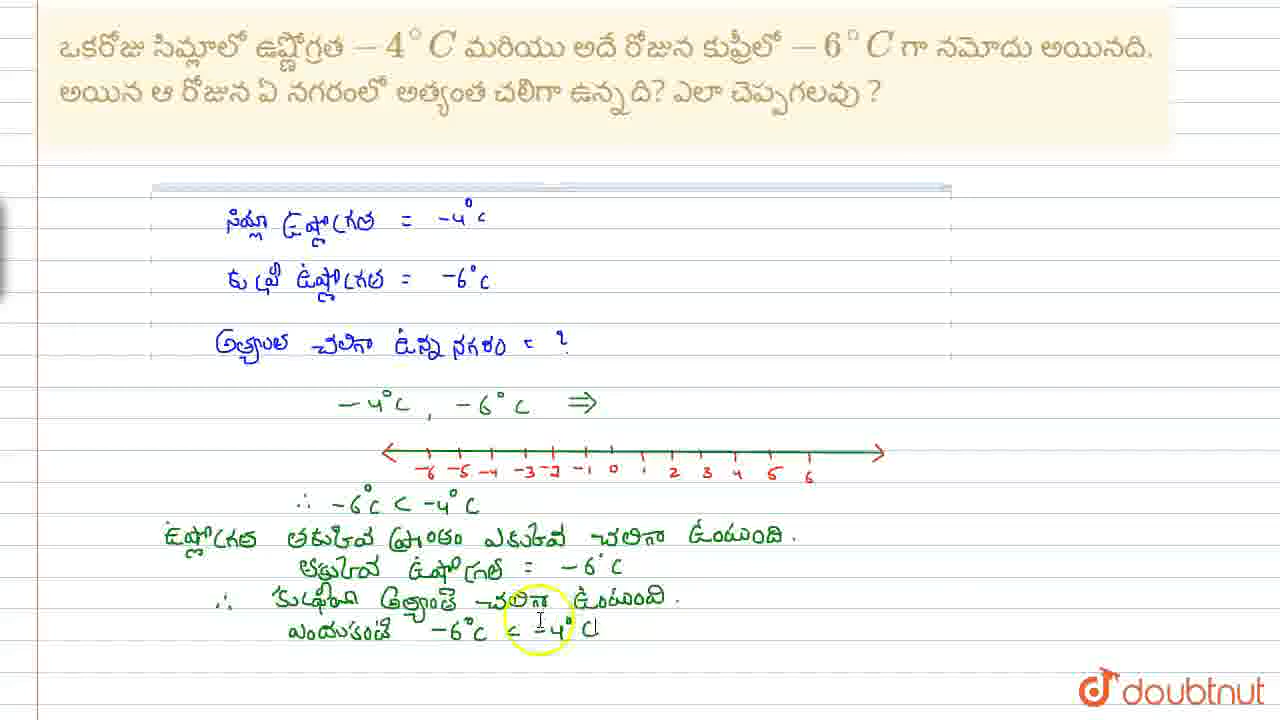 ఒకరోజు సిమ్లాలో ఉష్ణోగ్రత −4°C మరియు అదే రోజున కుఫ్రీలో −6°C గా నమోదు అయినది.
అయిన ఆ రోజున ఏ నగరంలో అత్యంత చలిగా ఉన్నది? ఎలా చెప్పగలవు ?
సిమ్లా ఉష్ణోగ్రత = -4°C
కుఫ్రీ ఉష్ణోగ్రత = -6°C
అత్యంత చలిగా ఉన్న నగరం = ?
-4°C, -6°C ⇒
-6 -5 -4 -3 -2 -1 0 1 2 3 4 5 6
∴ -6°C < -4°C
ఉష్ణోగ్రత తకువ ప్రాంతం ఎకువ చలిగా ఉంటుంది.
తకువ ఉష్ణోగ్రత = -6°C
∴ అత్యంత చలిగా ఉంటుంది.
ఎందుకంటే -6°C < -4°C
doubtnut